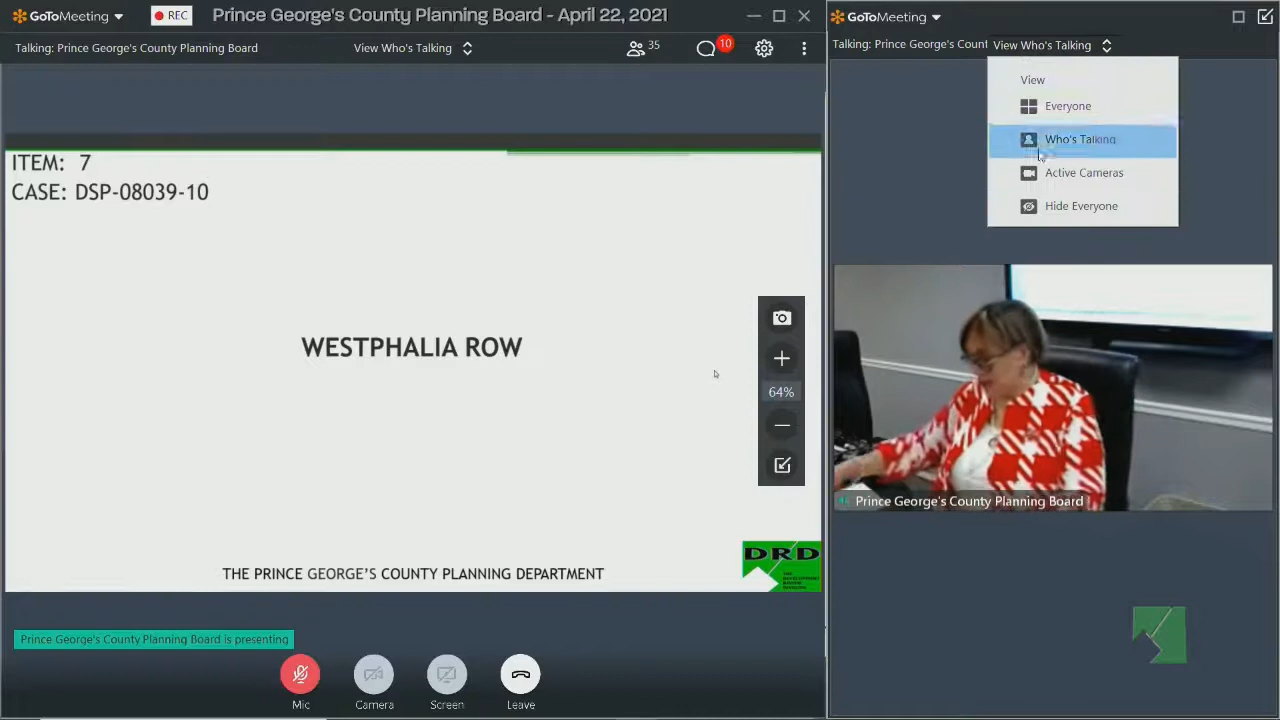 GoToMeeting
REC
Prince George's County Planning Board - April 22, 2021
Talking: Prince George's County Planning Board
View Who's Talking
35
10
ITEM: 7
CASE: DSP-08039-10
WESTPHALIA ROW
64%
THE PRINCE GEORGE'S COUNTY PLANNING DEPARTMENT
DRD
Prince George's County Planning Board is presenting
Mic
Camera
Screen
Leave
GoToMeeting
Talking: Prince George's Count
View Who's Talking
View
Everyone
Who's Talking
Active Cameras
Hide Everyone
Prince George's County Planning Board